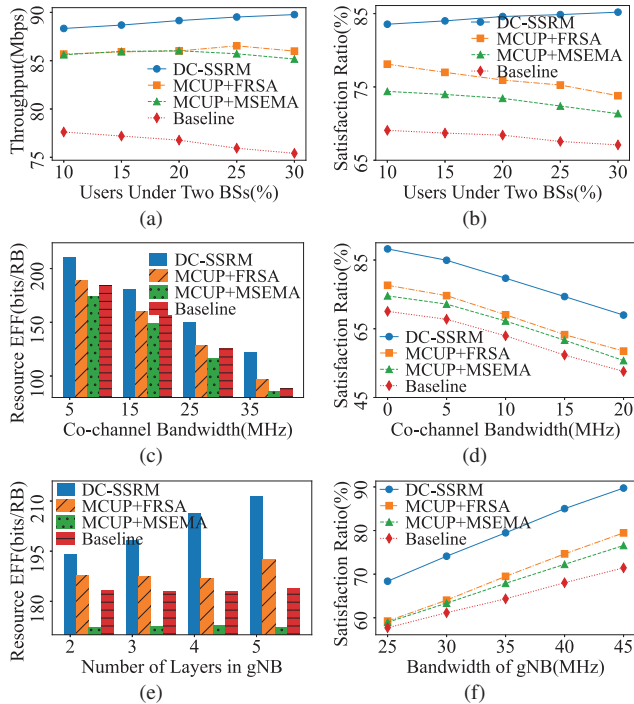 90
85
80
75
Throughput(Mbps)
DC-SSRM
MCUP+FRSA
MCUP+MSEMA
Baseline
10 15 20 25 30
Users Under Two BSs(%)
(a)
85
75
65
Satisfaction Ratio(%)
DC-SSRM
MCUP+FRSA
MCUP+MSEMA
Baseline
10 15 20 25 30
Users Under Two BSs(%)
(b)
200
150
100
Resource EFF(bits/RB)
DC-SSRM
MCUP+FRSA
MCUP+MSEMA
Baseline
5 15 25 35
Co-channel Bandwidth(MHz)
(c)
85
65
45
Satisfaction Ratio(%)
DC-SSRM
MCUP+FRSA
MCUP+MSEMA
Baseline
0 5 10 15 20
Co-channel Bandwidth(MHz)
(d)
210
195
180
Resource EFF(bits/RB)
DC-SSRM
MCUP+FRSA
MCUP+MSEMA
Baseline
2 3 4 5
Number of Layers in gNB
(e)
90
80
70
60
Satisfaction Ratio(%)
DC-SSRM
MCUP+FRSA
MCUP+MSEMA
Baseline
25 30 35 40 45
Bandwidth of gNB(MHz)
(f)